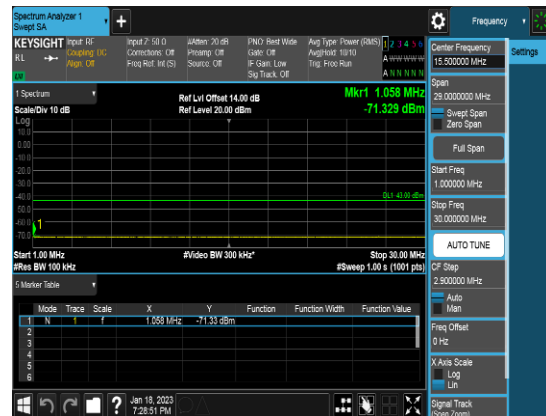 Spectrum Analyzer 1
Swept SA
Frequency
KEYSIGHT
RL
Input: RF
Coupling: DC
Align: Off
Input Z: 50 Ω
Corrections: Off
Freq Ref: Int (S)
#Atten: 20 dB
Preamp: Off
Source: Off
PNO: Best Wide
Gate: Off
IF Gain: Low
Sig Track: Off
Avg Type: Power (RMS)
Avg|Hold: 10/10
Trig: Free Run
1 2 3 4 5 6
A W W W W W
A N N N N N
1 Spectrum
Scale/Div 10 dB
Ref Lvl Offset 14.00 dB
Ref Level 20.00 dBm
Mkr1 1.058 MHz
-71.329 dBm
Log
10.0
0.00
-10.0
-20.0
-30.0
-40.0
-50.0
-60.0
-70.0
DL1 -43.00 dBm
1
Start 1.00 MHz
#Res BW 100 kHz
#Video BW 300 kHz*
Stop 30.00 MHz
#Sweep 1.00 s (1001 pts)
5 Marker Table
Mode Trace Scale X Y Function Function Width Function Value
1 N 1 f 1.058 MHz -71.33 dBm
2
3
4
5
6
Jan 18, 2023
7:28:51 PM
Center Frequency
15.500000 MHz
Settings
Span
29.0000000 MHz
Swept Span
Zero Span
Full Span
Start Freq
1.000000 MHz
Stop Freq
30.000000 MHz
AUTO TUNE
CF Step
2.900000 MHz
Auto
Man
Freq Offset
0 Hz
X Axis Scale
Log
Lin
Signal Track
(Span Zoom)